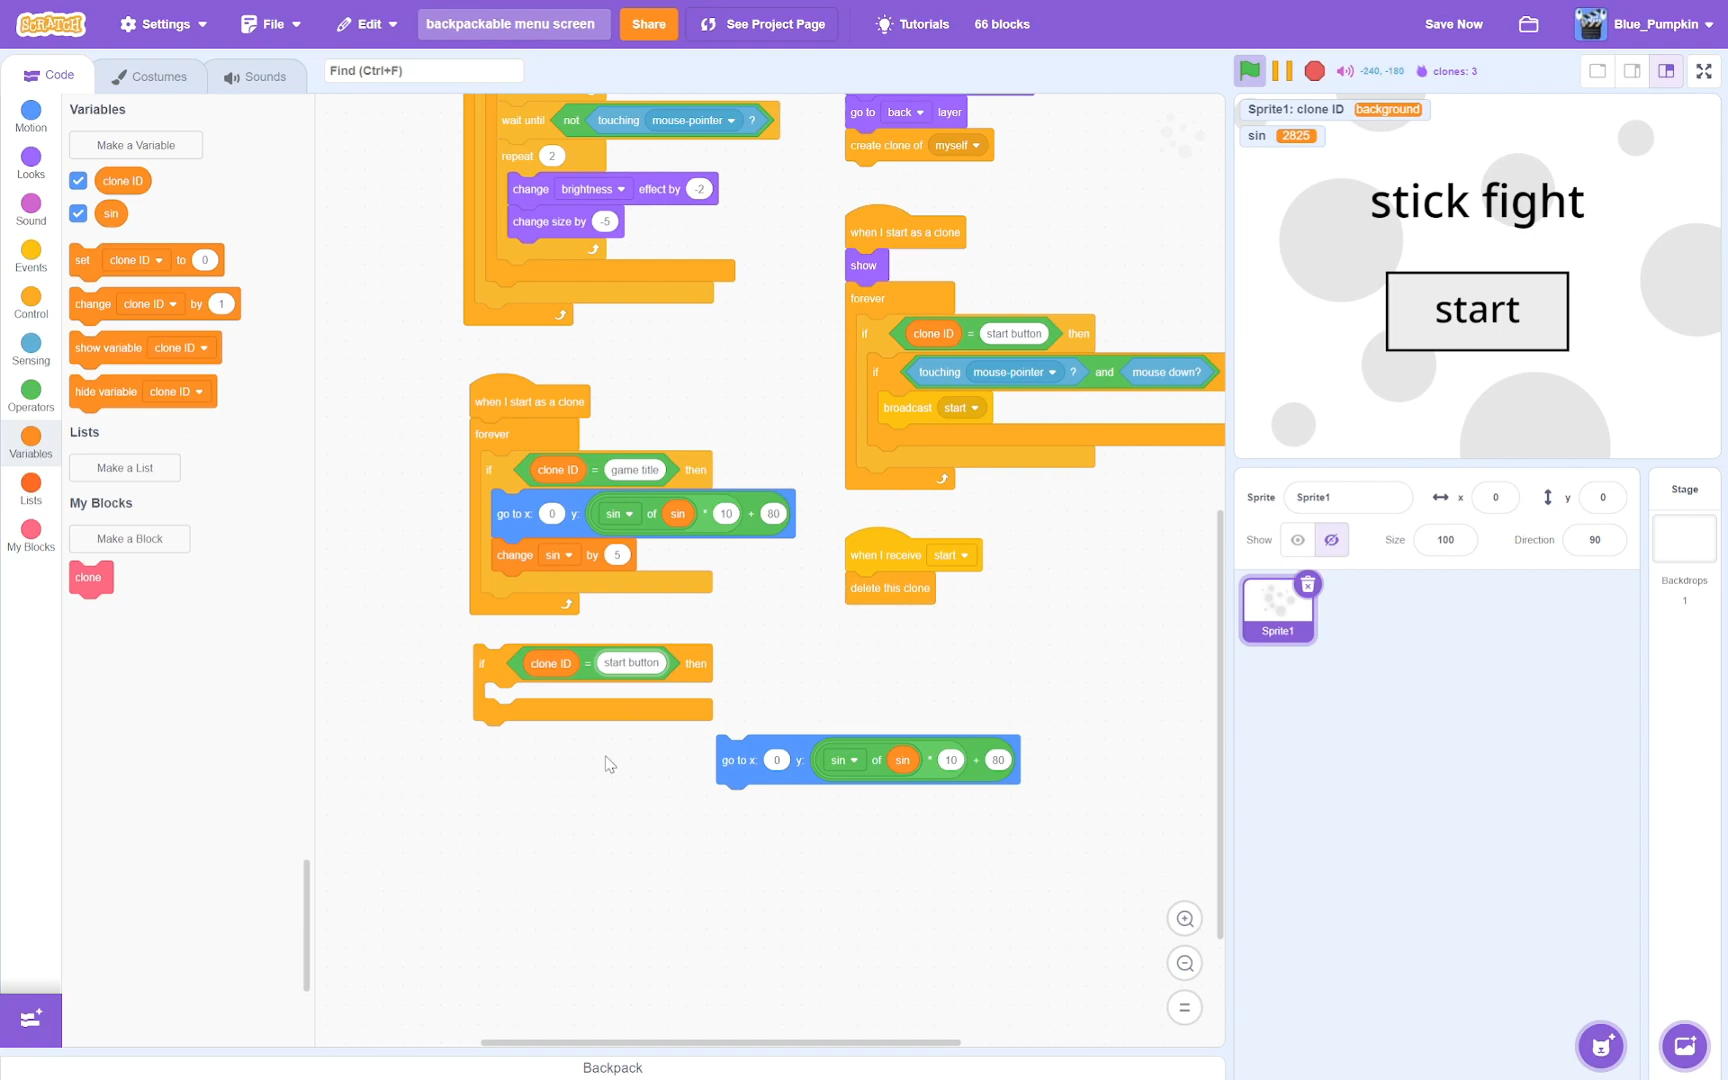 SCRATCH Settings File Edit backpackable menu screen Share See Project Page Tutorials 66 blocks Save Now Blue_Pumpkin
Code Costumes Sounds Find (Ctrl+F) -240, -180 clones: 3
Motion
Looks
Sound
Events
Control
Sensing
Operators
Variables
Lists
My Blocks
Variables
Make a Variable
clone ID
sin
set clone ID to 0
change clone ID by 1
show variable clone ID
hide variable clone ID
Lists
Make a List
My Blocks
Make a Block
clone
wait until not touching mouse-pointer ?
repeat 2
change brightness effect by -2
change size by -5
when I start as a clone
forever
if clone ID = game title then
go to x: 0 y: sin of sin * 10 + 80
change sin by 5
if clone ID = start button then
go to x: 0 y: sin of sin * 10 + 80
go to back layer
create clone of myself
when I start as a clone
show
forever
if clone ID = start button then
if touching mouse-pointer ? and mouse down?
broadcast start
when I receive start
delete this clone
Backpack
Sprite1: clone ID background
sin 2825
stick fight
start
Sprite Sprite1 x 0 y 0
Show Size 100 Direction 90
Sprite1
Stage
Backdrops
1